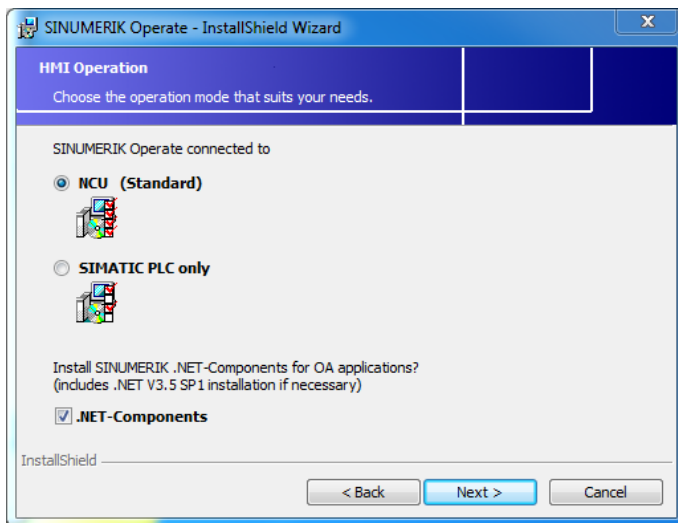 SINUMERIK Operate - InstallShield Wizard
HMI Operation
Choose the operation mode that suits your needs.
SINUMERIK Operate connected to
NCU (Standard)
SIMATIC PLC only
Install SINUMERIK .NET-Components for OA applications?
(includes .NET V3.5 SP1 installation if necessary)
.NET-Components
InstallShield
< Back Next > Cancel